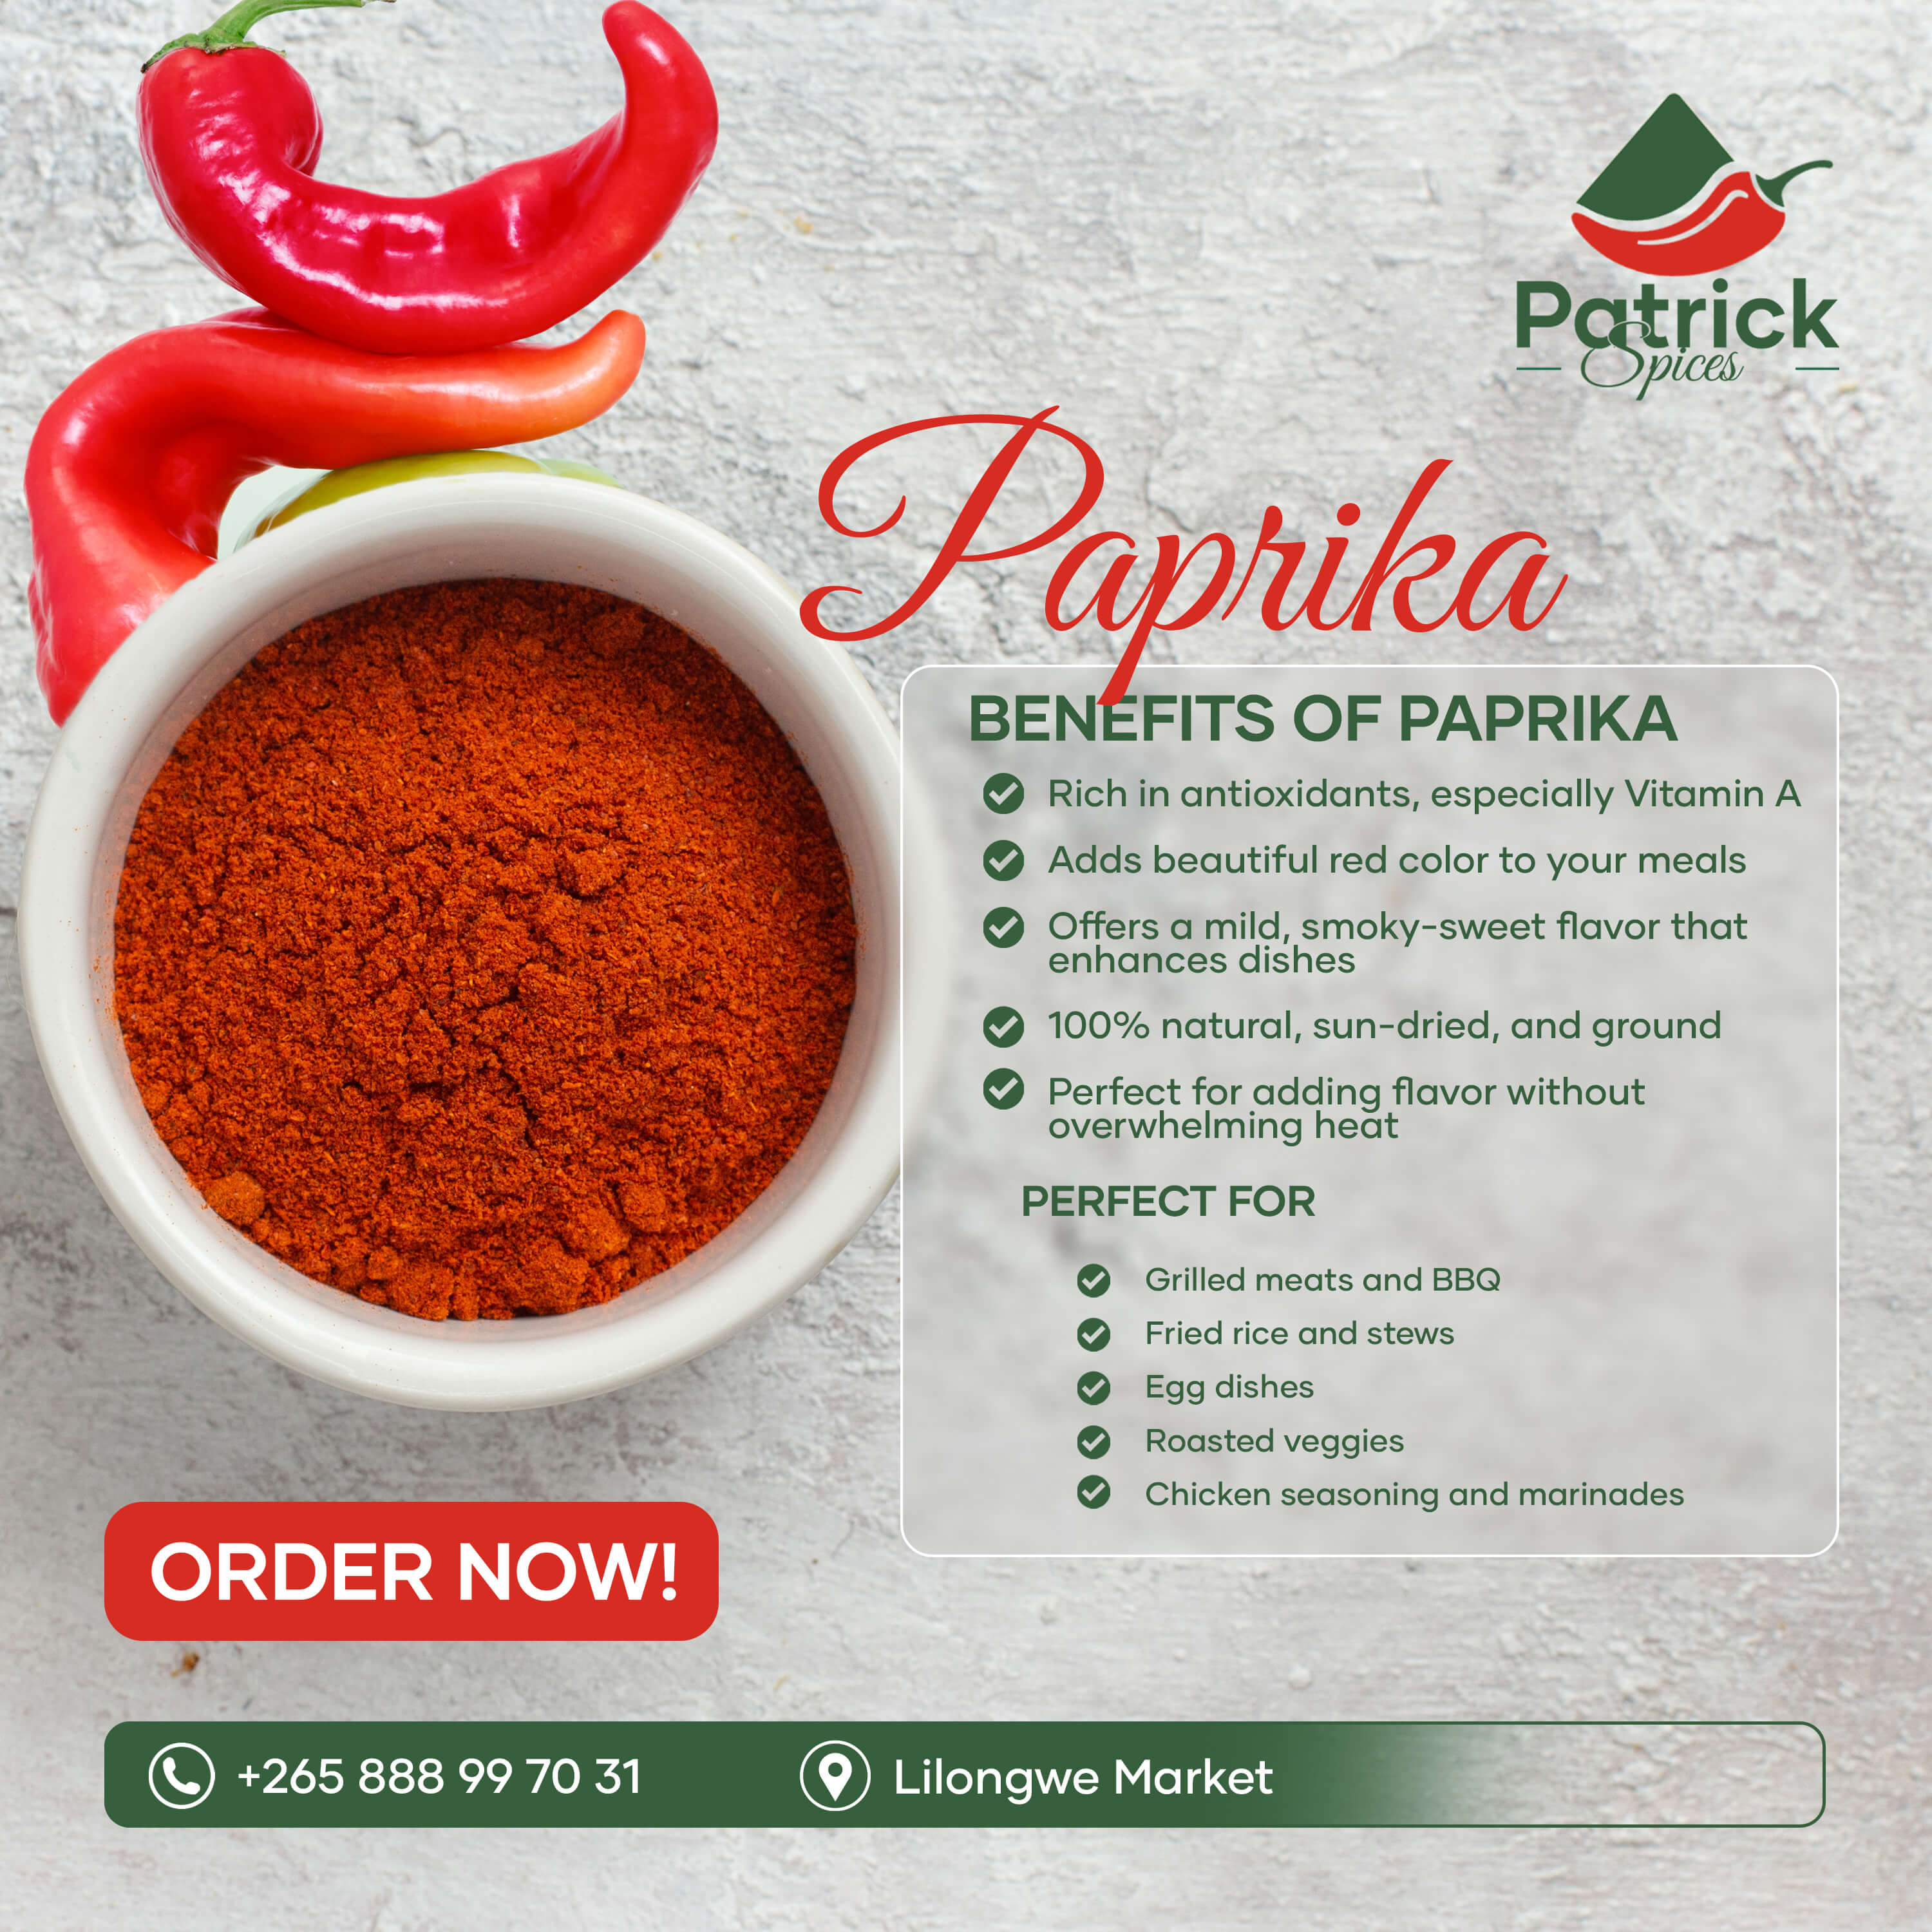 Patrick
Spices
Paprika
BENEFITS OF PAPRIKA
Rich in antioxidants, especially Vitamin A
Adds beautiful red color to your meals
Offers a mild, smoky-sweet flavor that
enhances dishes
100% natural, sun-dried, and ground
Perfect for adding flavor without
overwhelming heat
PERFECT FOR
Grilled meats and BBQ
Fried rice and stews
Egg dishes
Roasted veggies
Chicken seasoning and marinades
ORDER NOW!
+265 888 99 70 31
Lilongwe Market